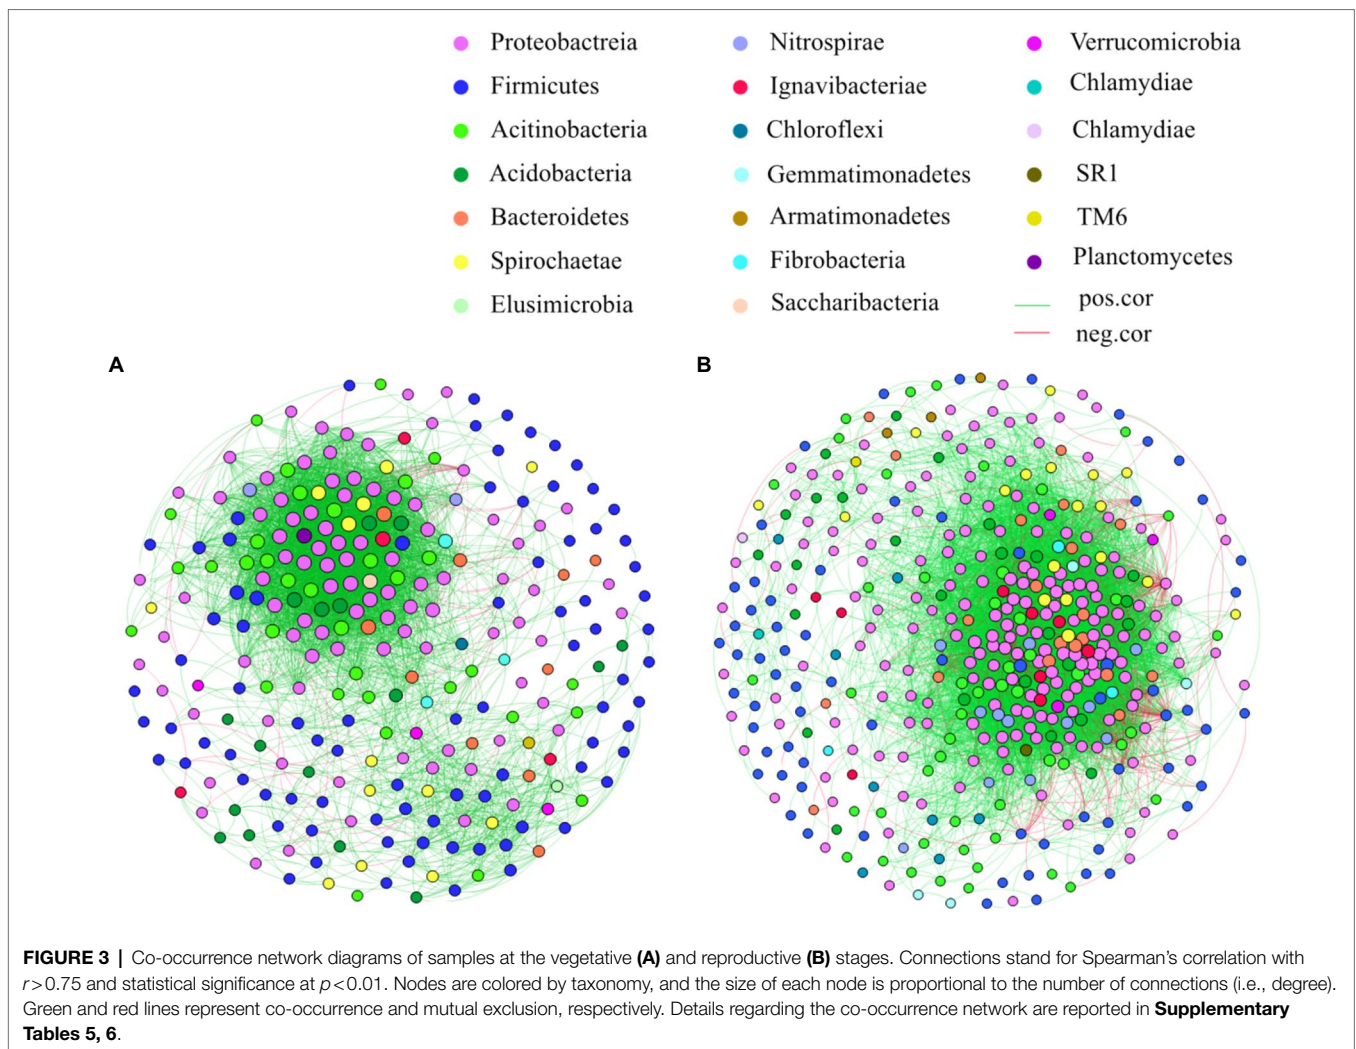 Proteobactreia
Firmicutes
Acitinobacteria
Acidobacteria
Bacteroidetes
Spirochaetae
Elusimicrobia
Nitrospirae
Ignavibacteriae
Chloroflexi
Gemmatimonadetes
Armatimonadetes
Fibrobacteria
Saccharibacteria
Verrucomicrobia
Chlamydiae
Chlamydiae
SR1
TM6
Planctomycetes
pos.cor
neg.cor
A
B
FIGURE 3 | Co-occurrence network diagrams of samples at the vegetative (A) and reproductive (B) stages. Connections stand for Spearman’s correlation with
r>0.75 and statistical significance at p<0.01. Nodes are colored by taxonomy, and the size of each node is proportional to the number of connections (i.e., degree).
Green and red lines represent co-occurrence and mutual exclusion, respectively. Details regarding the co-occurrence network are reported in Supplementary
Tables 5, 6.